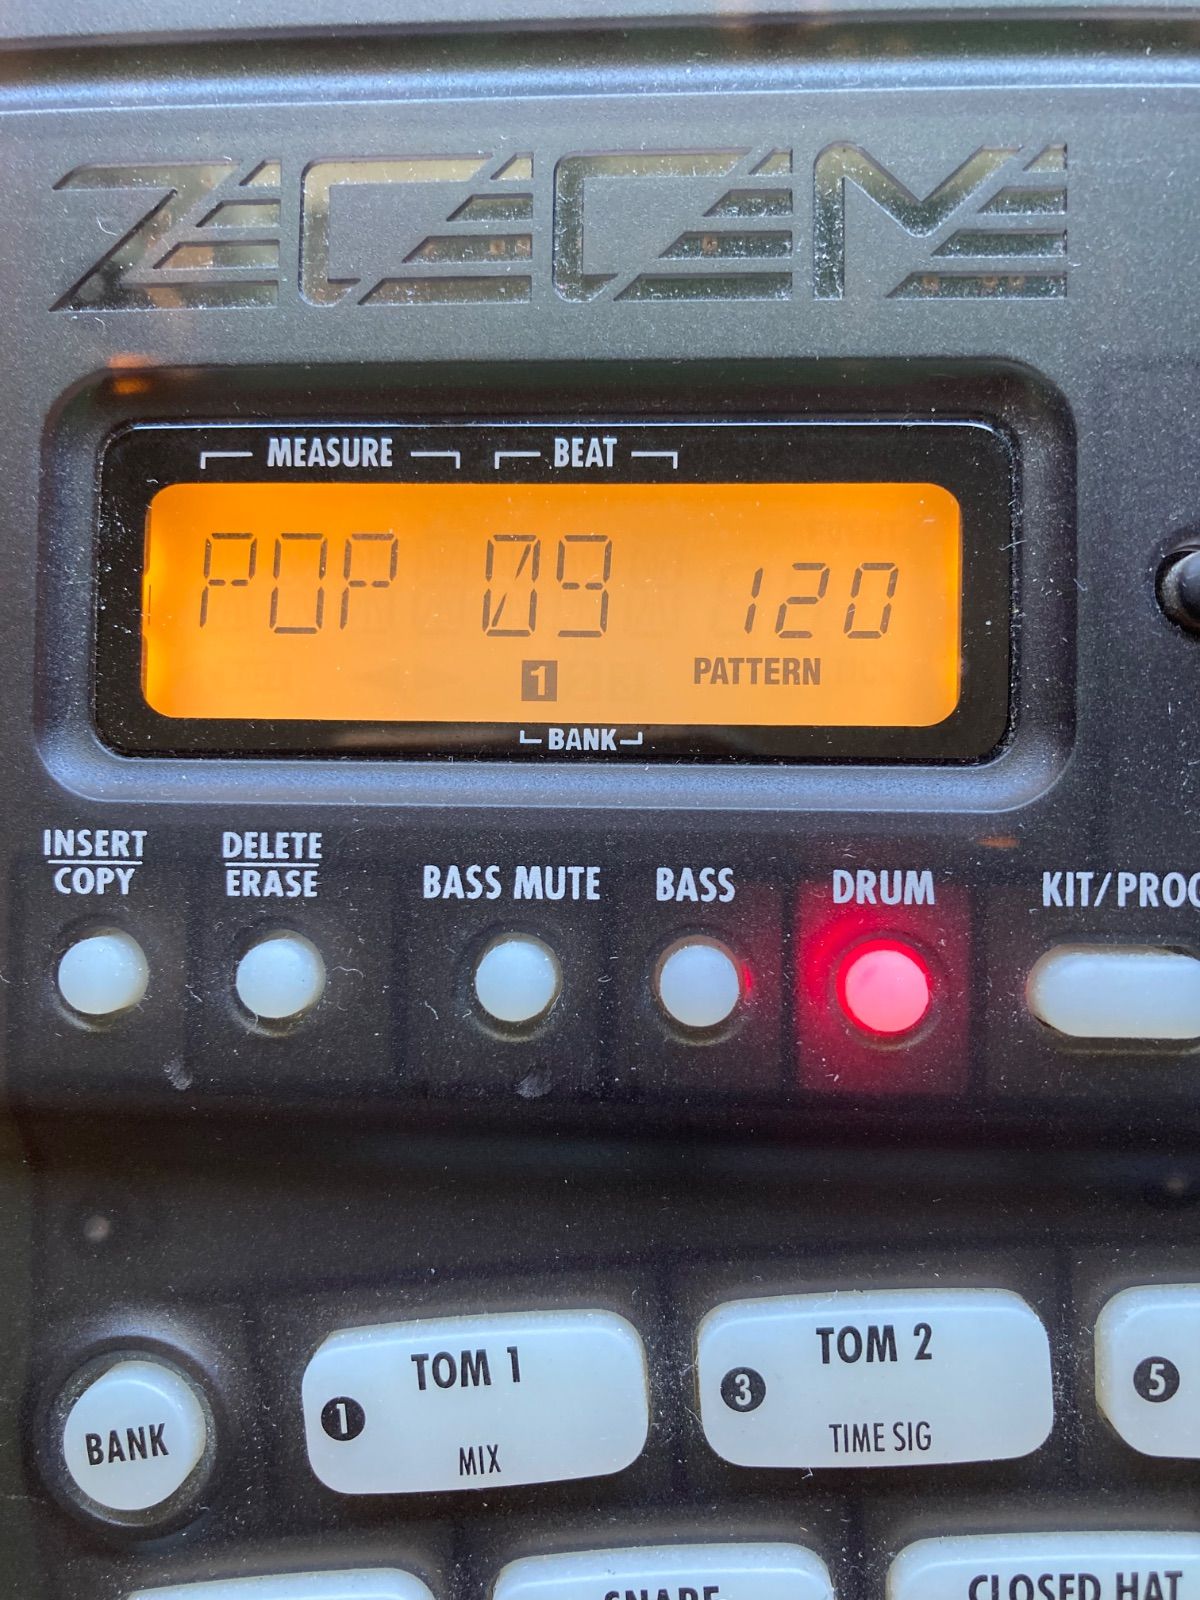 ZOOM
MEASURE BEAT
POP 09 120
1 PATTERN
BANK
INSERT
COPY
DELETE
ERASE
BASS MUTE
BASS
DRUM
KIT/PROG
BANK
1 TOM 1
MIX
3 TOM 2
TIME SIG
5
SNARE
CLOSED HAT